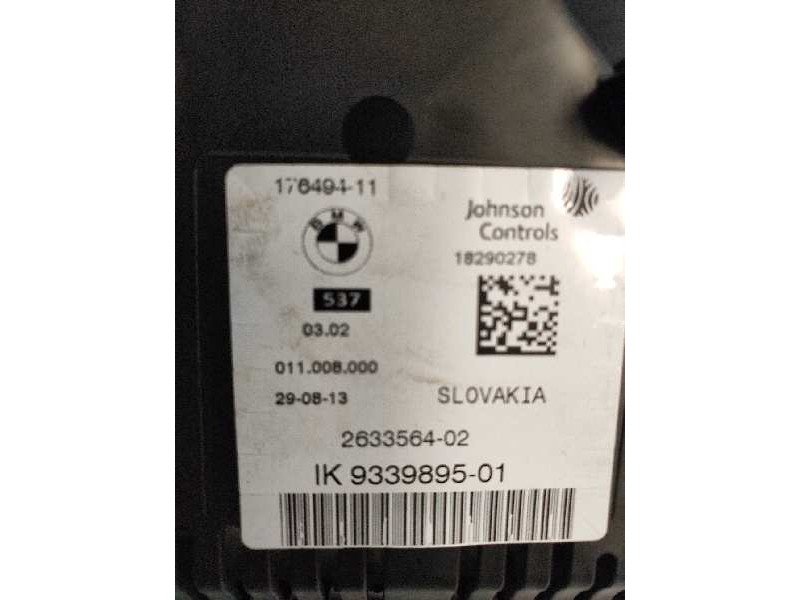 176494-11
BMW
Johnson
Controls
18290278
537
03.02
011.008.000
29-08-13
SLOVAKIA
2633564-02
IK 9339895-01